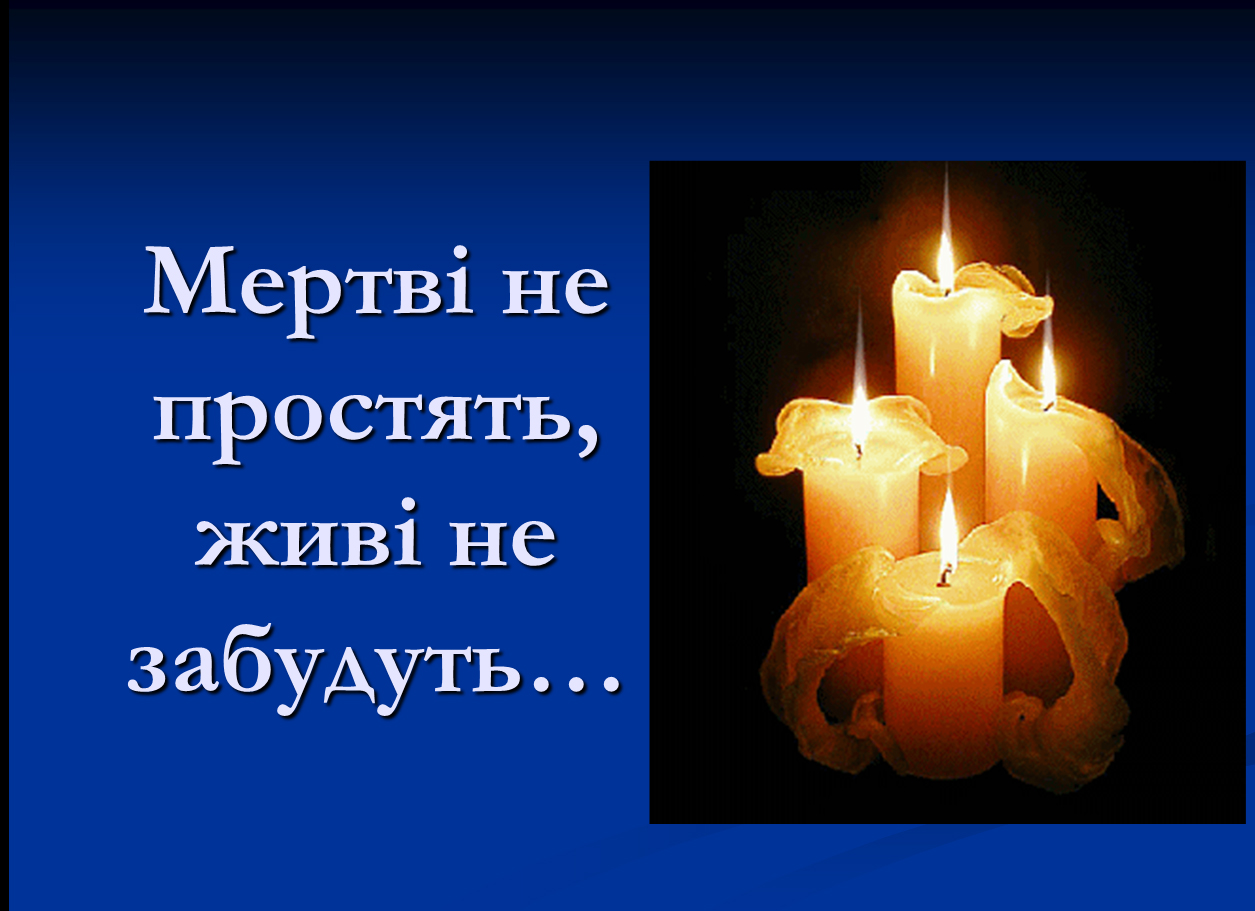 Мертві не
простять,
живі не
забудуть...